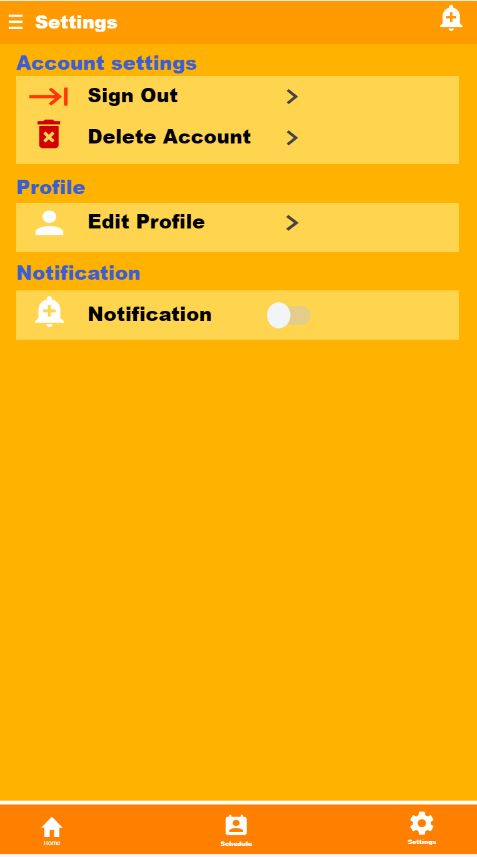 Settings
Account settings
Sign Out
Delete Account
Profile
Edit Profile
Notification
Notification
Home
Schedule
Settings